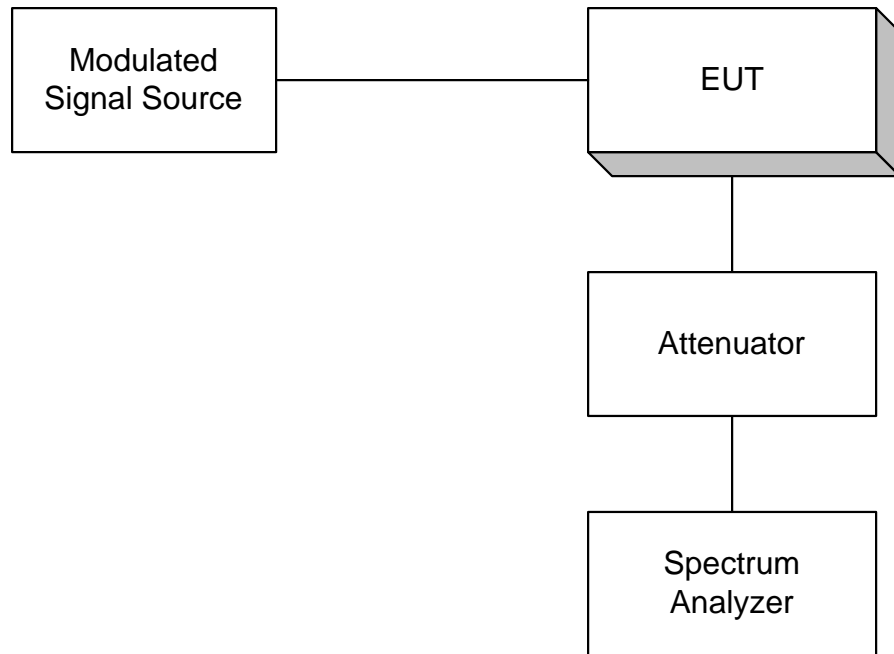 Modulated
Signal Source
EUT
Attenuator
Spectrum
Analyzer